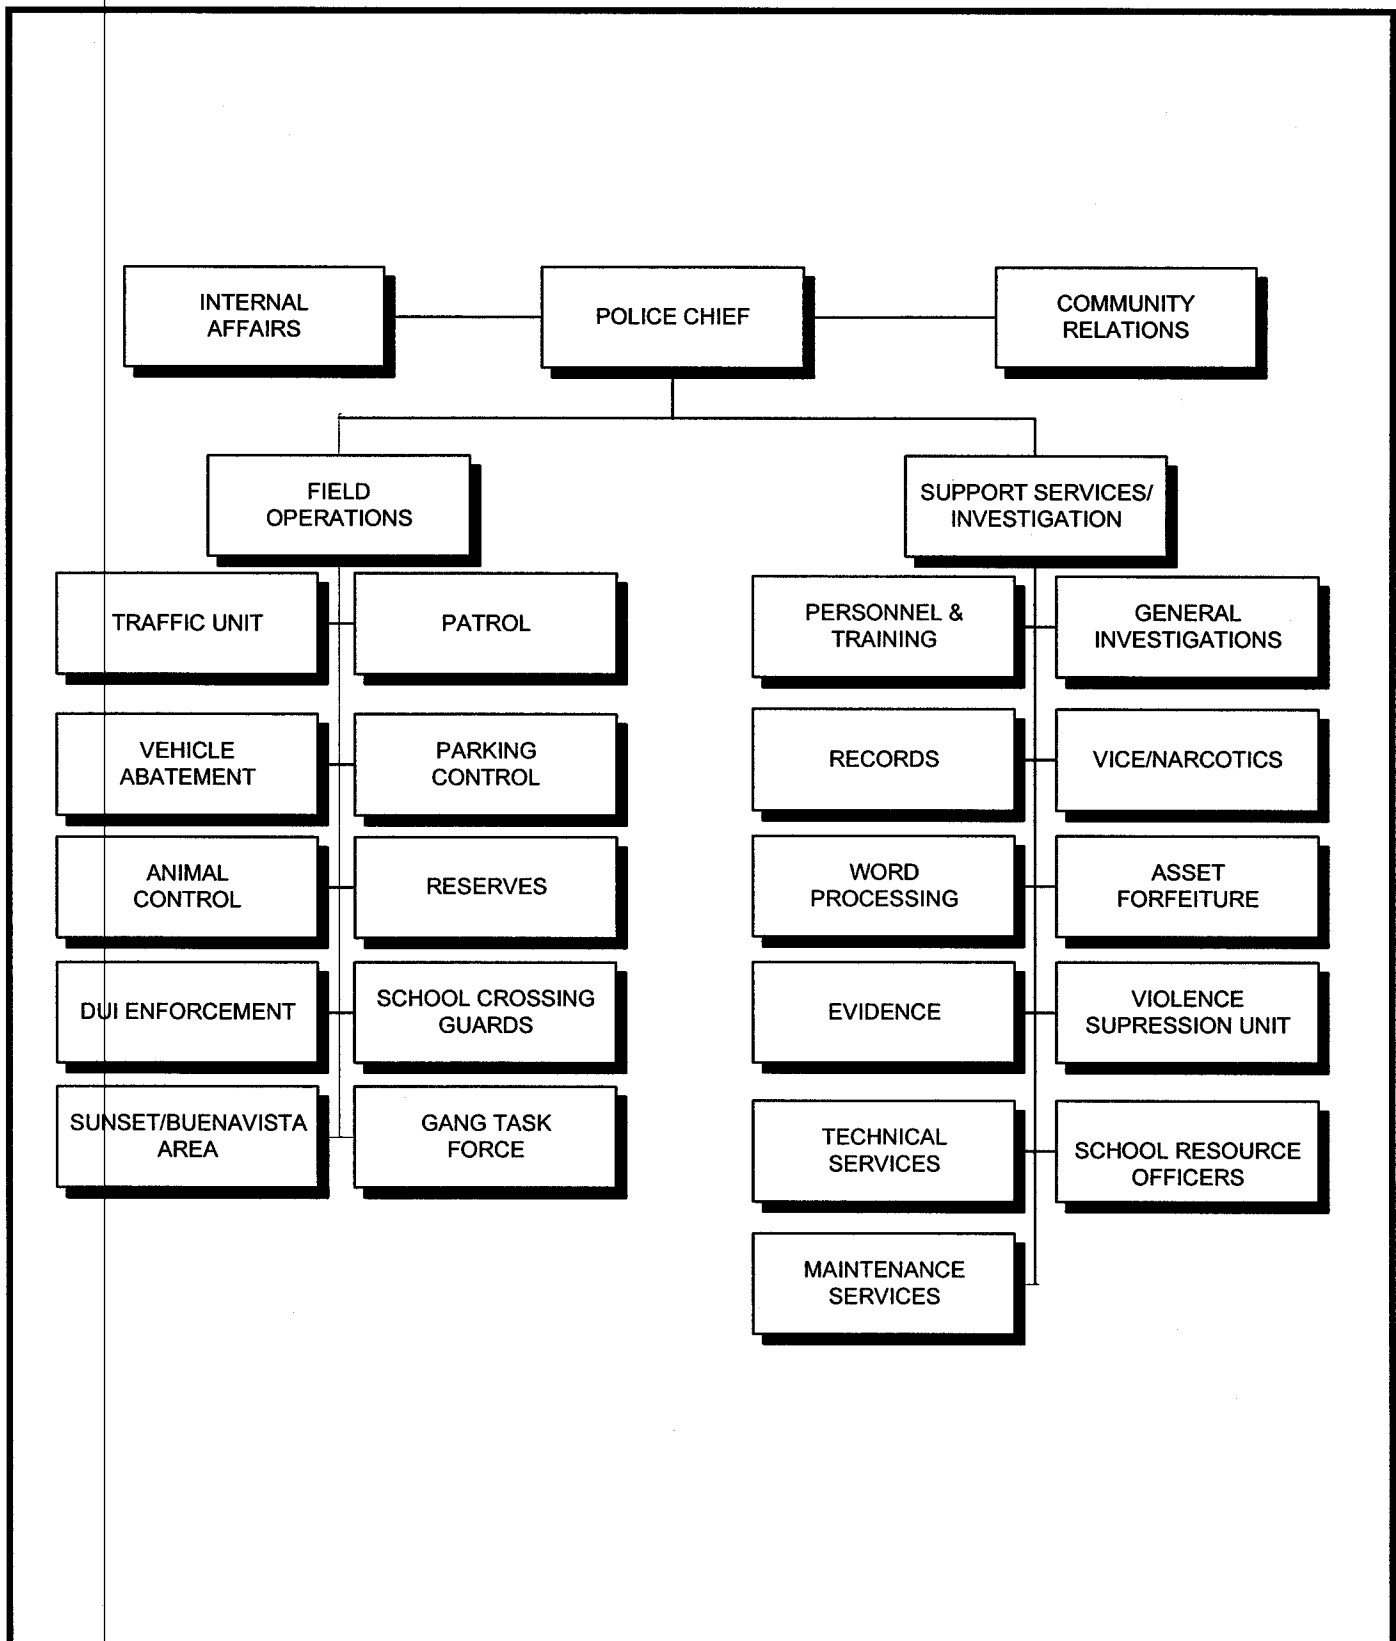 INTERNAL
AFFAIRS
POLICE CHIEF
COMMUNITY
RELATIONS
FIELD
OPERATIONS
SUPPORT SERVICES/
INVESTIGATION
TRAFFIC UNIT
PATROL
VEHICLE
ABATEMENT
PARKING
CONTROL
ANIMAL
CONTROL
RESERVES
DUI ENFORCEMENT
SCHOOL CROSSING
GUARDS
SUNSET/BUENAVISTA
AREA
GANG TASK
FORCE
PERSONNEL &
TRAINING
GENERAL
INVESTIGATIONS
RECORDS
VICE/NARCOTICS
WORD
PROCESSING
ASSET
FORFEITURE
EVIDENCE
VIOLENCE
SUPRESSION UNIT
TECHNICAL
SERVICES
SCHOOL RESOURCE
OFFICERS
MAINTENANCE
SERVICES